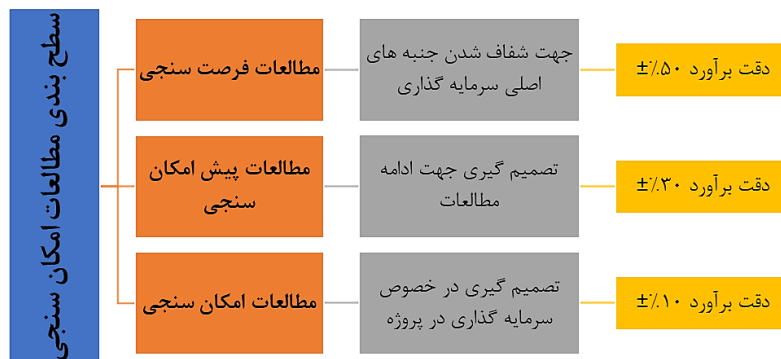 سطح بندی مطالعات امکان سنجی
مطالعات فرصت سنجی
جهت شفاف شدن جنبه های
اصلی سرمایه گذاری
دقت برآورد ۵۰٪±
مطالعات پیش امکان
سنجی
تصمیم گیری جهت ادامه
مطالعات
دقت برآورد ۳۰٪±
مطالعات امکان سنجی
تصمیم گیری در خصوص
سرمایه گذاری در پروژه
دقت برآورد ۱۰٪±